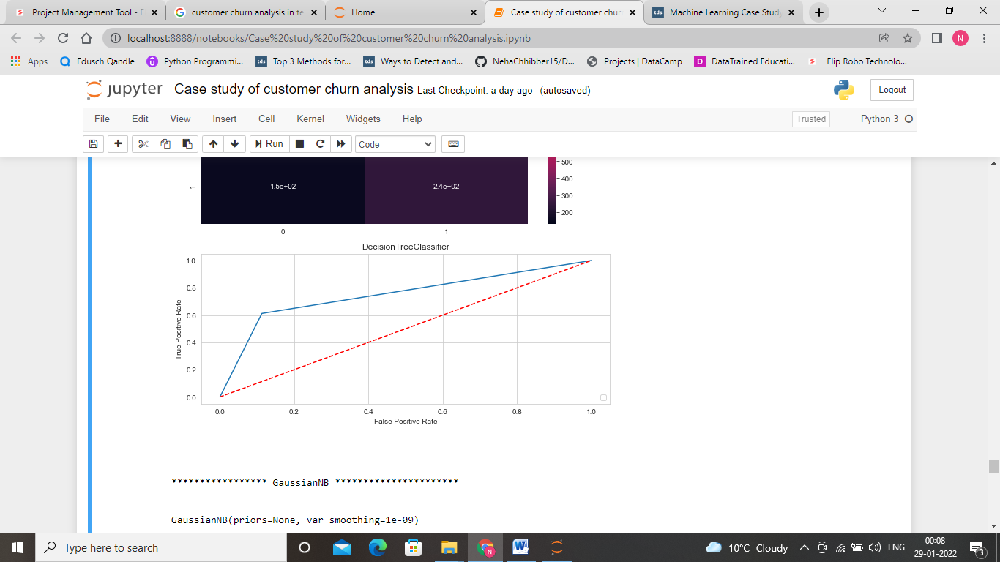 Project Management Tool - F
customer churn analysis in te
Home
Case study of customer churn
tds Machine Learning Case Study
localhost:8888/notebooks/Case%20study%20of%20customer%20churn%20analysis.ipynb
N
Apps
Edusch Qandle
Python Programmi...
tds Top 3 Methods for...
tds Ways to Detect and...
NehaChhibber15/D...
Projects | DataCamp
D DataTrained Educati...
Flip Robo Technolo...
jupyter Case study of customer churn analysis Last Checkpoint: a day ago (autosaved)
Logout
File Edit View Insert Cell Kernel Widgets Help
Trusted
Python 3
Run
Code
500
400
300
200
1
1.5e+02 2.4e+02
0 1
DecisionTreeClassifier
1.0
0.8
0.6
0.4
0.2
0.0
True Positive Rate
0.0 0.2 0.4 0.6 0.8 1.0
False Positive Rate
***************** GaussianNB **********************
GaussianNB(priors=None, var_smoothing=1e-09)
Type here to search
N
W
10°C Cloudy
ENG
00:08
29-01-2022
3